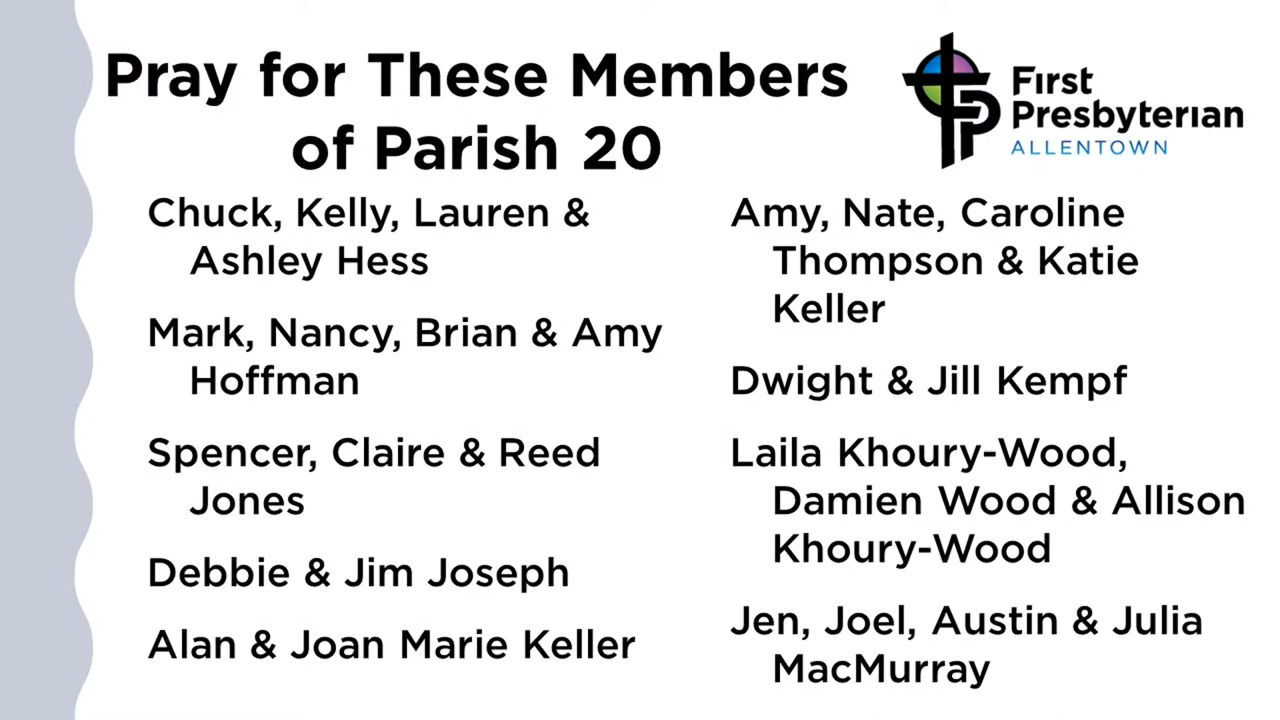 Pray for These Members
of Parish 20
First
Presbyterian
ALLENTOWN
Chuck, Kelly, Lauren &
Ashley Hess
Mark, Nancy, Brian & Amy
Hoffman
Spencer, Claire & Reed
Jones
Debbie & Jim Joseph
Alan & Joan Marie Keller
Amy, Nate, Caroline
Thompson & Katie
Keller
Dwight & Jill Kempf
Laila Khoury-Wood,
Damien Wood & Allison
Khoury-Wood
Jen, Joel, Austin & Julia
MacMurray